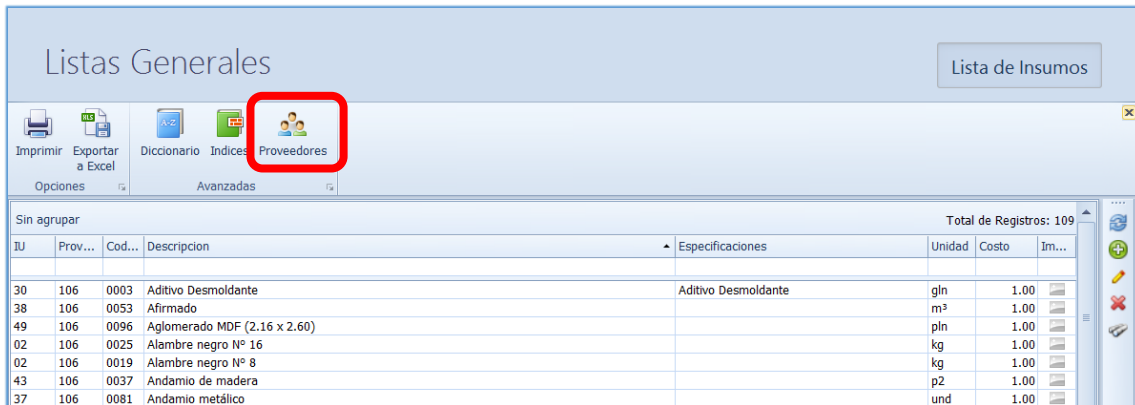 Listas Generales
Lista de Insumos
XLS A-Z
Imprimir Exportar a Excel Diccionario Indices Proveedores
Opciones Avanzadas
Sin agrupar Total de Registros: 109
IU Prov... Cod... Descripcion Especificaciones Unidad Costo Im...
30 106 0003 Aditivo Desmoldante Aditivo Desmoldante gln 1.00
38 106 0053 Afirmado m³ 1.00
49 106 0096 Aglomerado MDF (2.16 x 2.60) pln 1.00
02 106 0025 Alambre negro Nº 16 kg 1.00
02 106 0019 Alambre negro Nº 8 kg 1.00
43 106 0037 Andamio de madera p2 1.00
37 106 0081 Andamio metálico und 1.00